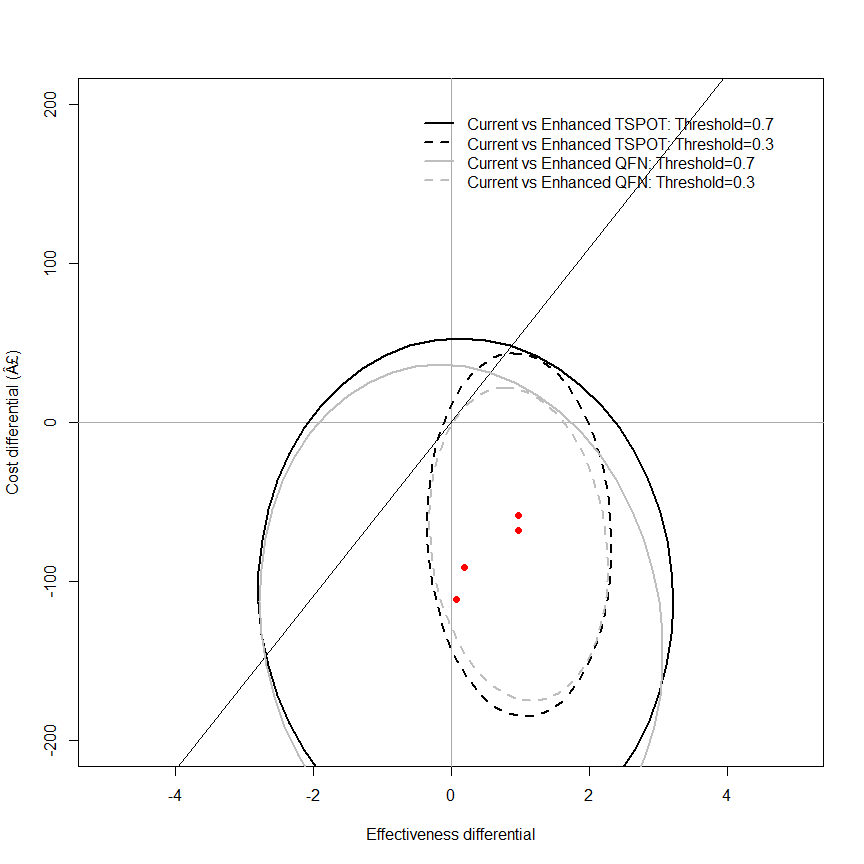 Current vs Enhanced TSPOT: Threshold=0.7
Current vs Enhanced TSPOT: Threshold=0.3
Current vs Enhanced QFN: Threshold=0.7
Current vs Enhanced QFN: Threshold=0.3
Cost differential (Â£)
200
100
0
-100
-200
-4 -2 0 2 4
Effectiveness differential